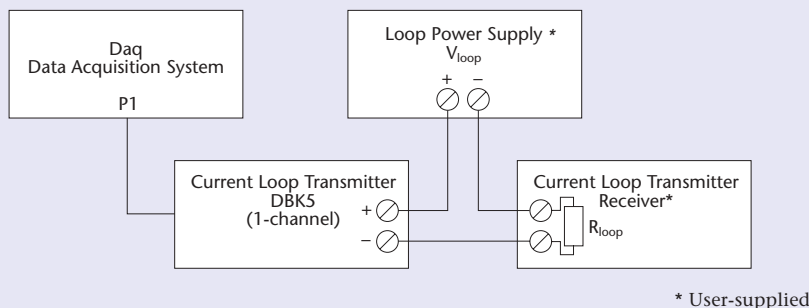 Daq
Data Acquisition System
P1
Loop Power Supply *
Vloop
+ −
Current Loop Transmitter
DBK5
(1-channel)
+
−
Current Loop Transmitter
Receiver*
Rloop
* User-supplied